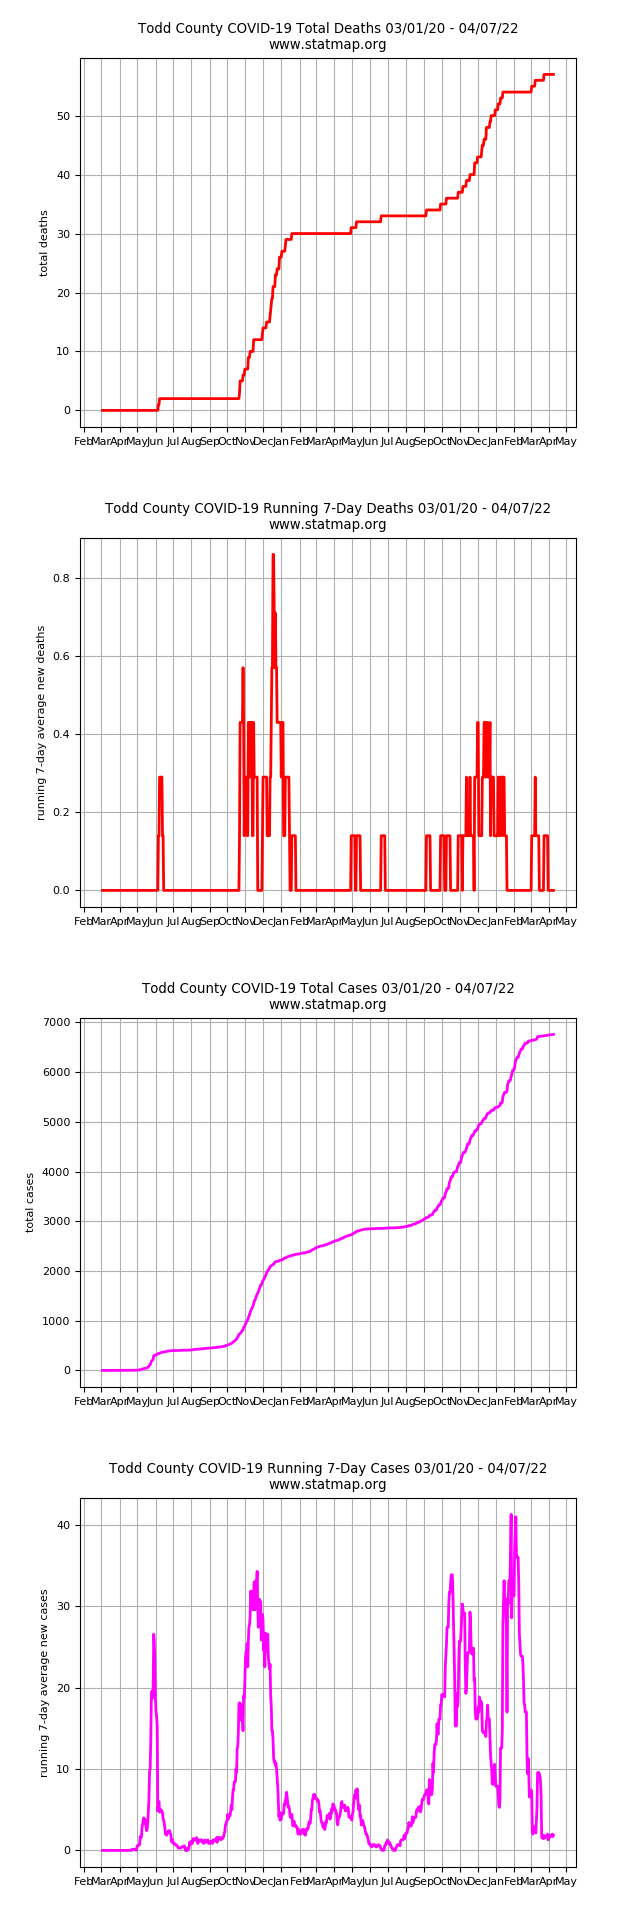 Todd County COVID-19 Total Deaths 03/01/20 - 04/07/22
www.statmap.org
total deaths
50
40
30
20
10
0
Feb Mar Apr May Jun Jul Aug Sep Oct Nov Dec Jan Feb Mar Apr May Jun Jul Aug Sep Oct Nov Dec Jan Feb Mar Apr May
Todd County COVID-19 Running 7-Day Deaths 03/01/20 - 04/07/22
www.statmap.org
running 7-day average new deaths
0.8
0.6
0.4
0.2
0.0
Feb Mar Apr May Jun Jul Aug Sep Oct Nov Dec Jan Feb Mar Apr May Jun Jul Aug Sep Oct Nov Dec Jan Feb Mar Apr May
Todd County COVID-19 Total Cases 03/01/20 - 04/07/22
www.statmap.org
total cases
7000
6000
5000
4000
3000
2000
1000
0
Feb Mar Apr May Jun Jul Aug Sep Oct Nov Dec Jan Feb Mar Apr May Jun Jul Aug Sep Oct Nov Dec Jan Feb Mar Apr May
Todd County COVID-19 Running 7-Day Cases 03/01/20 - 04/07/22
www.statmap.org
running 7-day average new cases
40
30
20
10
0
Feb Mar Apr May Jun Jul Aug Sep Oct Nov Dec Jan Feb Mar Apr May Jun Jul Aug Sep Oct Nov Dec Jan Feb Mar Apr May